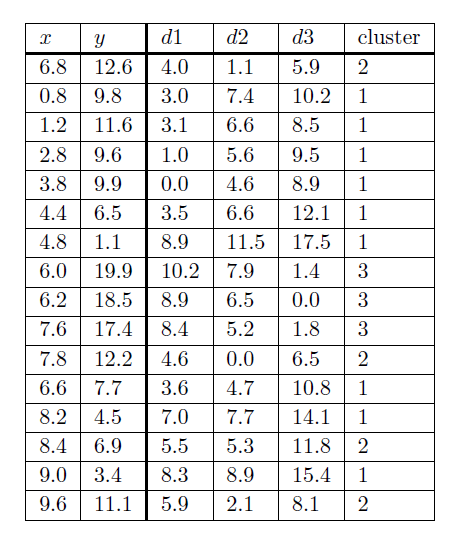 x y d1 d2 d3 cluster
6.8 12.6 4.0 1.1 5.9 2
0.8 9.8 3.0 7.4 10.2 1
1.2 11.6 3.1 6.6 8.5 1
2.8 9.6 1.0 5.6 9.5 1
3.8 9.9 0.0 4.6 8.9 1
4.4 6.5 3.5 6.6 12.1 1
4.8 1.1 8.9 11.5 17.5 1
6.0 19.9 10.2 7.9 1.4 3
6.2 18.5 8.9 6.5 0.0 3
7.6 17.4 8.4 5.2 1.8 3
7.8 12.2 4.6 0.0 6.5 2
6.6 7.7 3.6 4.7 10.8 1
8.2 4.5 7.0 7.7 14.1 1
8.4 6.9 5.5 5.3 11.8 2
9.0 3.4 8.3 8.9 15.4 1
9.6 11.1 5.9 2.1 8.1 2